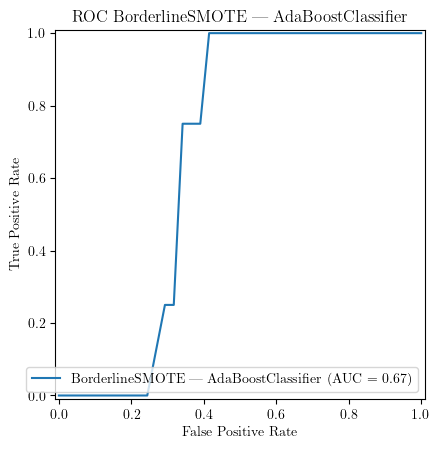 ROC BorderlineSMOTE — AdaBoostClassifier
1.0
0.8
0.6
0.4
0.2
0.0
True Positive Rate
BorderlineSMOTE — AdaBoostClassifier (AUC = 0.67)
0.0 0.2 0.4 0.6 0.8 1.0
False Positive Rate